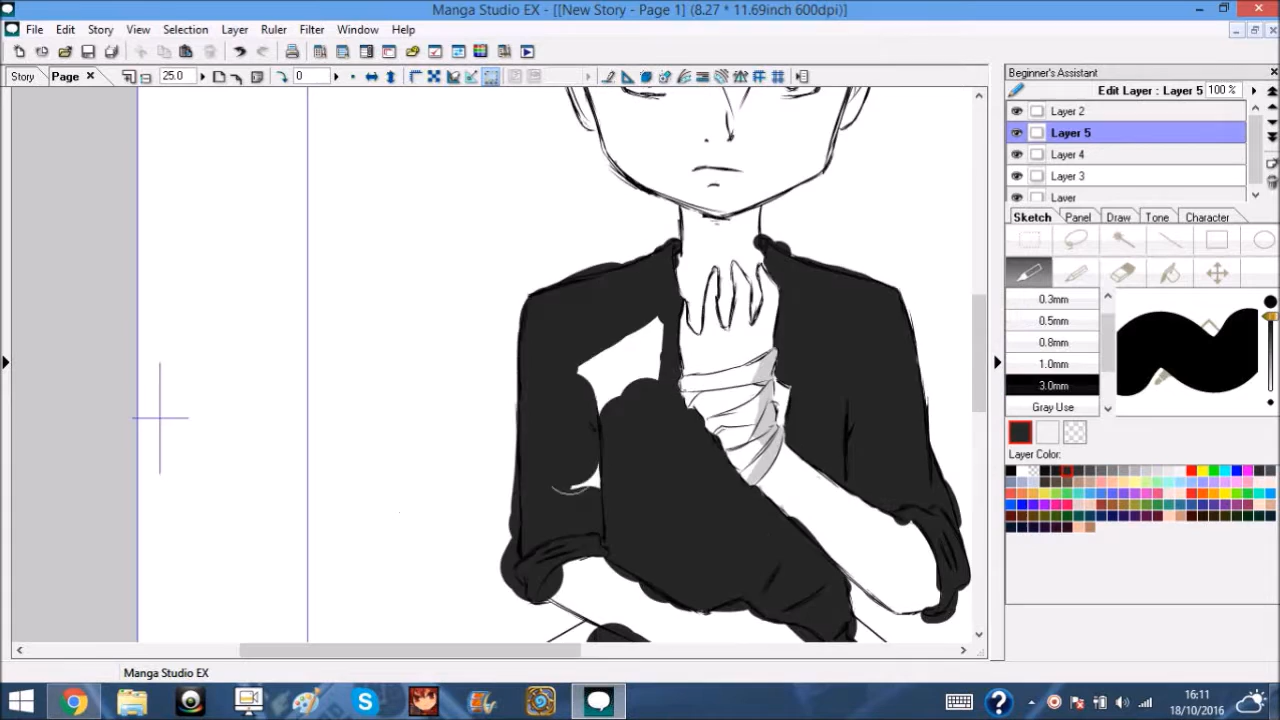 Manga Studio EX - [[New Story - Page 1] (8.27 * 11.69inch 600dpi)]
File Edit Story View Selection Layer Ruler Filter Window Help
Story Page 25.0 0
Beginner's Assistant
Edit Layer : Layer 5 100 %
Layer 2
Layer 5
Layer 4
Layer 3
Layer
Sketch Panel Draw Tone Character
0.3mm
0.5mm
0.8mm
1.0mm
3.0mm
Gray Use
Layer Color:
Manga Studio EX
16:11
18/10/2016